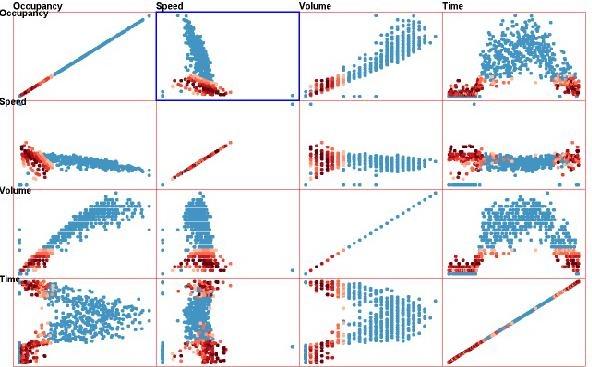 Occupancy Speed Volume Time
Occupancy
Speed
Volume
Time